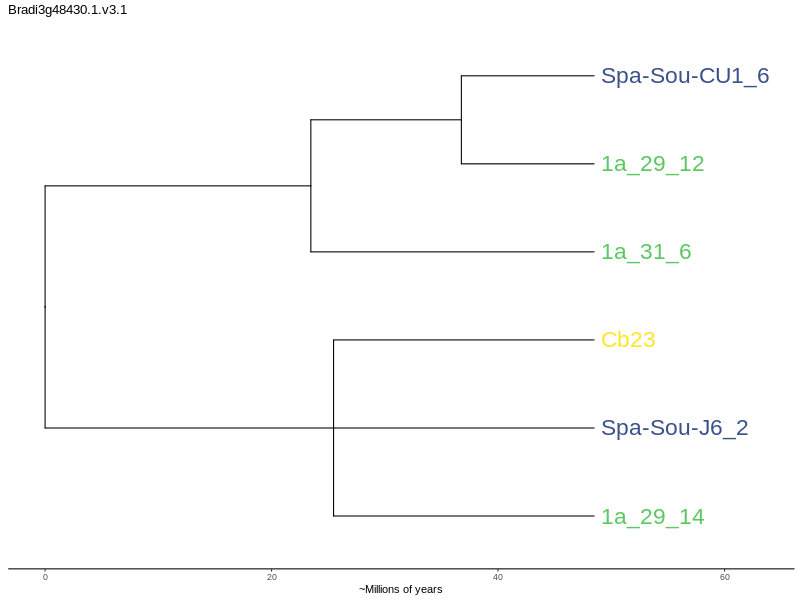 Bradi3g48430.1.v3.1
Spa-Sou-CU1_6
1a_29_12
1a_31_6
Cb23
Spa-Sou-J6_2
1a_29_14
0 20 40 60
~Millions of years